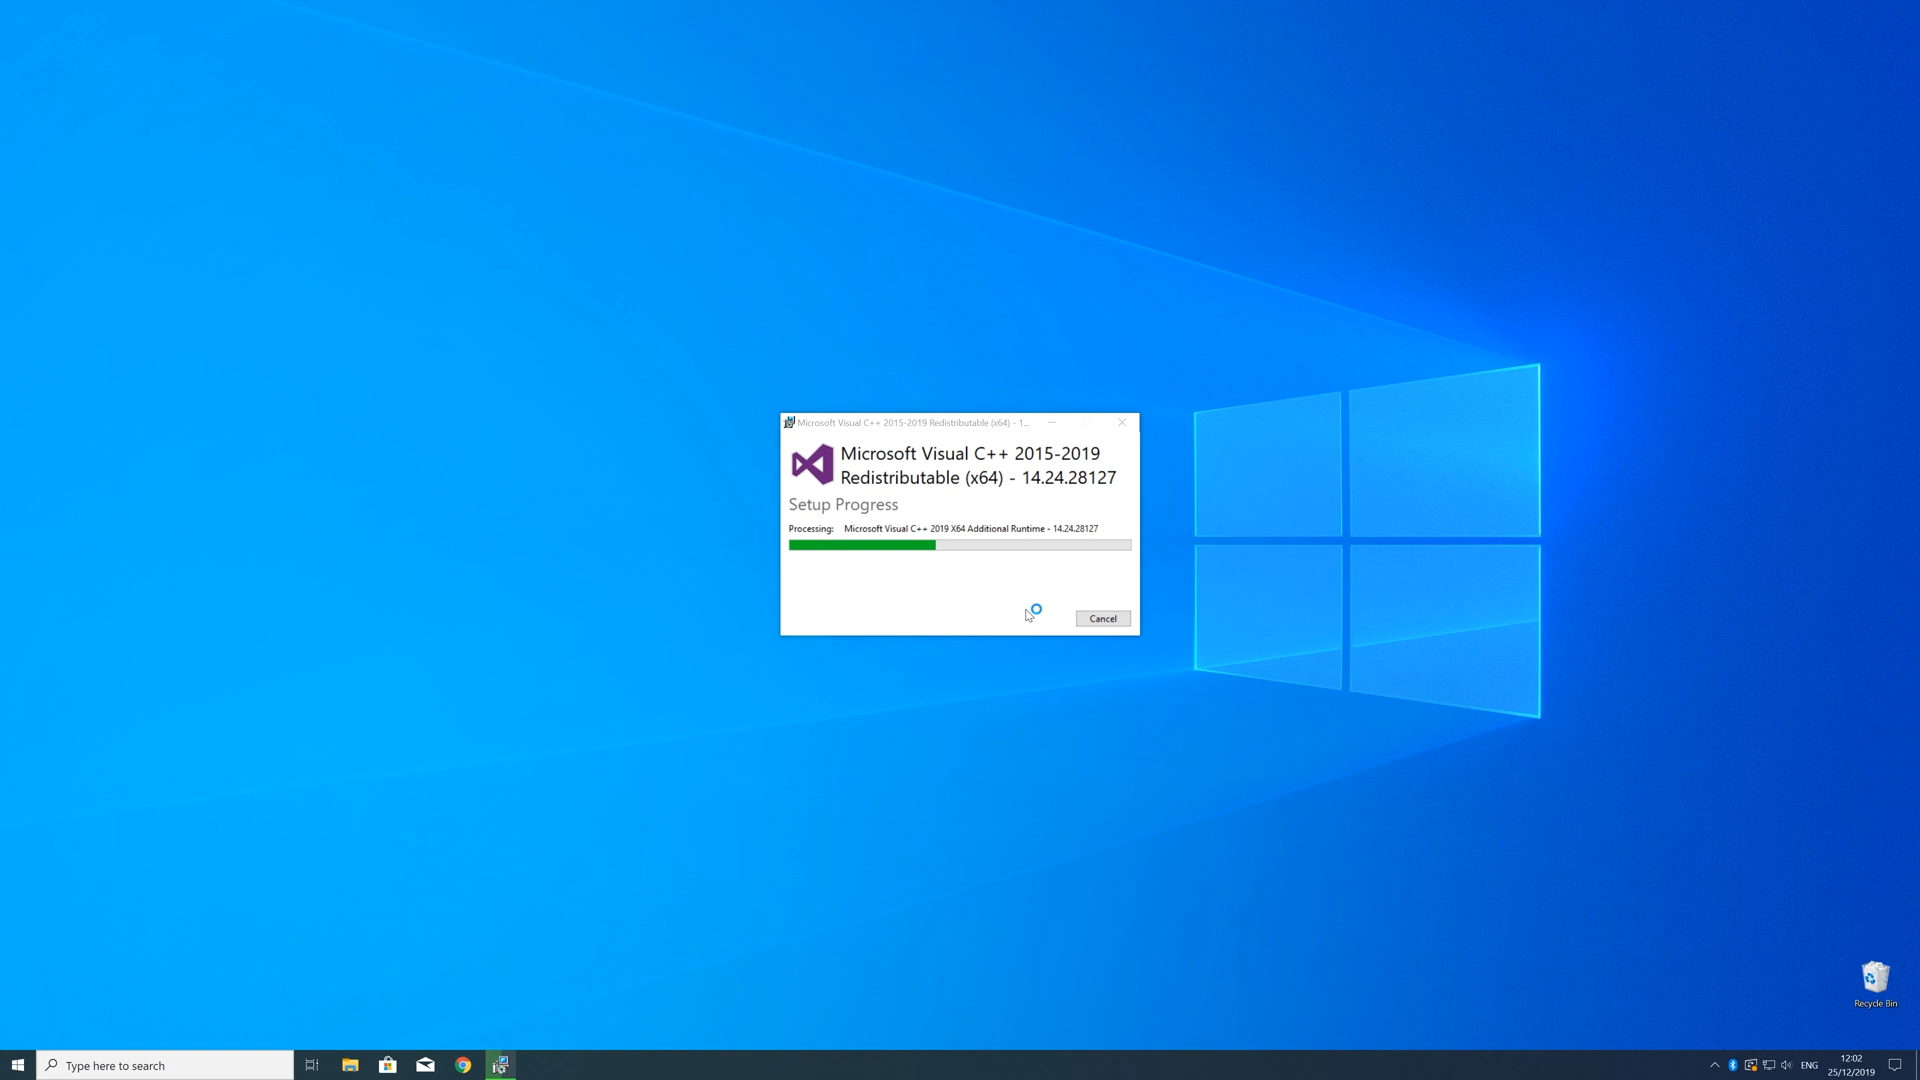 Microsoft Visual C++ 2015-2019 Redistributable (x64) - 1...
Microsoft Visual C++ 2015-2019
Redistributable (x64) - 14.24.28127
Setup Progress
Processing: Microsoft Visual C++ 2019 X64 Additional Runtime - 14.24.28127
Cancel
Recycle Bin
Type here to search
ENG
12:02
25/12/2019